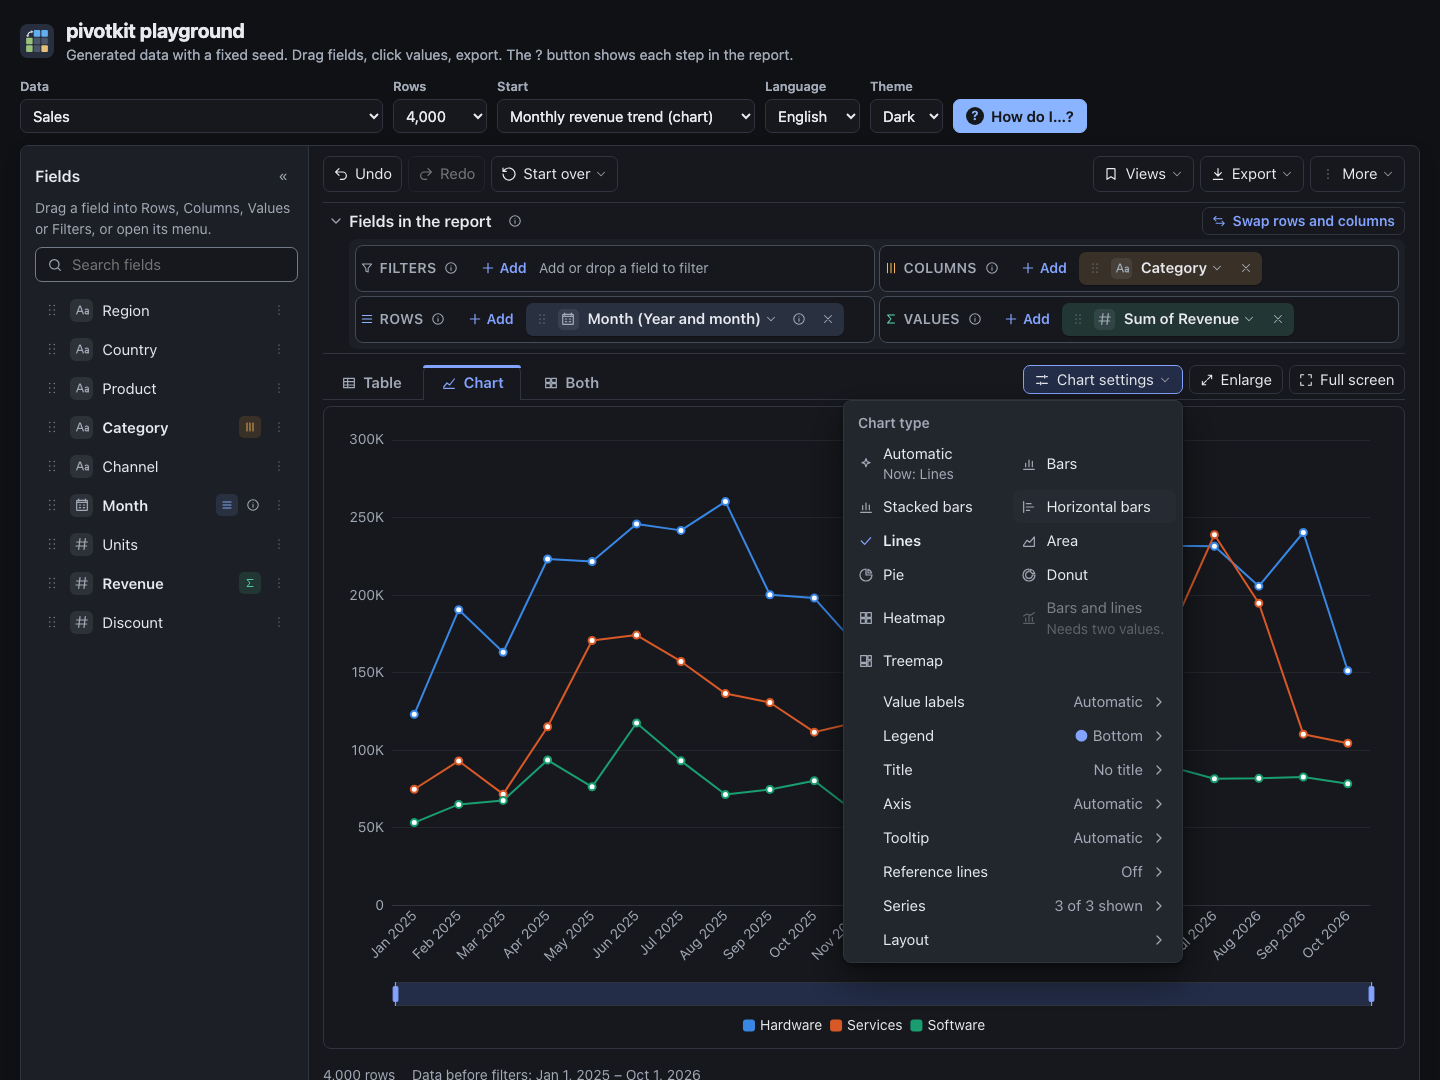 pivotkit playground
Generated data with a fixed seed. Drag fields, click values, export. The ? button shows each step in the report.
Data
Rows
Start
Language
Theme
Sales
4,000
Monthly revenue trend (chart)
English
Dark
? How do I...?
Fields
«
Drag a field into Rows, Columns, Values
or Filters, or open its menu.
Search fields
Aa Region
Aa Country
Aa Product
Aa Category
Aa Channel
Month
# Units
# Revenue Σ
# Discount
Undo
Redo
Start over
Views
Export
More
Fields in the report
Swap rows and columns
FILTERS
+ Add
Add or drop a field to filter
COLUMNS
+ Add
Aa Category
ROWS
+ Add
Month (Year and month)
Σ VALUES
+ Add
# Sum of Revenue
Table
Chart
Both
Chart settings
Enlarge
Full screen
Chart type
Automatic
Now: Lines
Bars
Stacked bars
Horizontal bars
Lines
Area
Pie
Donut
Heatmap
Bars and lines
Needs two values.
Treemap
Value labels Automatic
Legend Bottom
Title No title
Axis Automatic
Tooltip Automatic
Reference lines Off
Series 3 of 3 shown
Layout
300K
250K
200K
150K
100K
50K
0
Jan 2025
Feb 2025
Mar 2025
Apr 2025
May 2025
Jun 2025
Jul 2025
Aug 2025
Sep 2025
Oct 2025
Nov 2
ul 2026
Aug 2026
Sep 2026
Oct 2026
Hardware
Services
Software
4,000 rows
Data before filters: Jan 1, 2025 – Oct 1, 2026